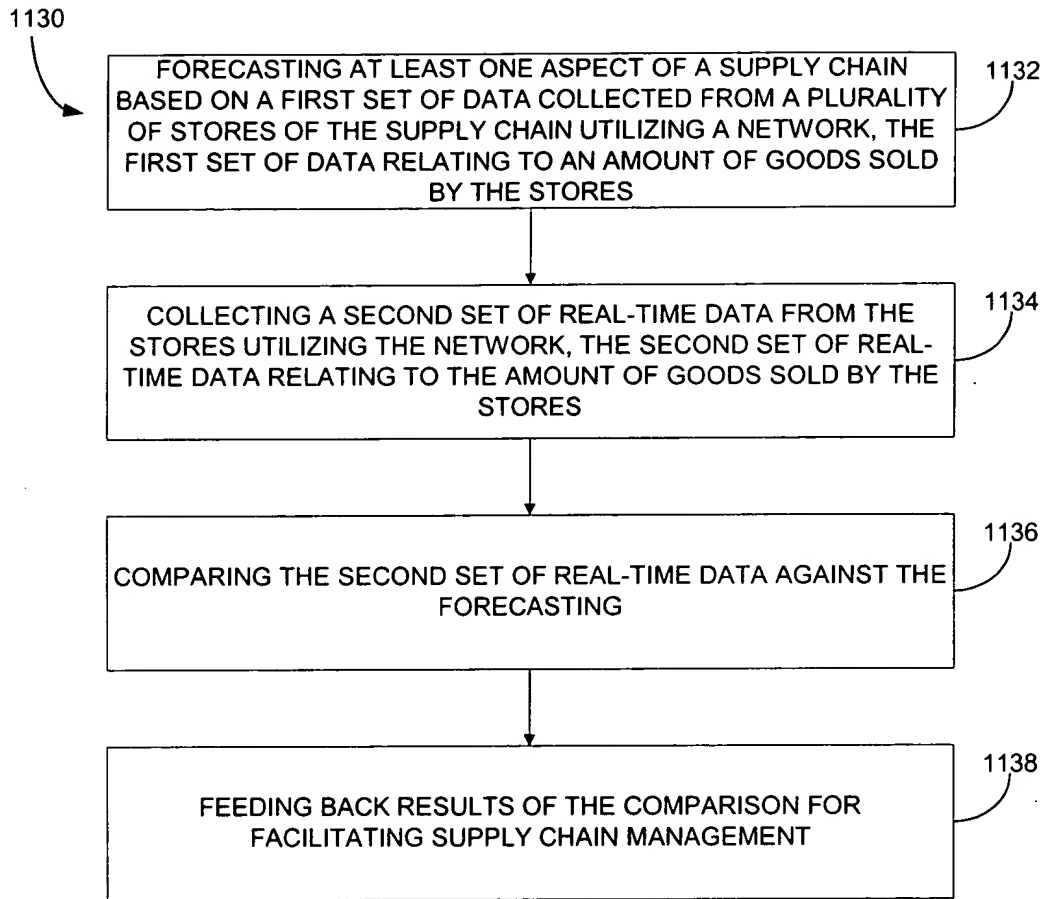 1130
FORECASTING AT LEAST ONE ASPECT OF A SUPPLY CHAIN
BASED ON A FIRST SET OF DATA COLLECTED FROM A PLURALITY
OF STORES OF THE SUPPLY CHAIN UTILIZING A NETWORK, THE
FIRST SET OF DATA RELATING TO AN AMOUNT OF GOODS SOLD
BY THE STORES
1132
COLLECTING A SECOND SET OF REAL-TIME DATA FROM THE
STORES UTILIZING THE NETWORK, THE SECOND SET OF REAL-
TIME DATA RELATING TO THE AMOUNT OF GOODS SOLD BY THE
STORES
1134
COMPARING THE SECOND SET OF REAL-TIME DATA AGAINST THE
FORECASTING
1136
FEEDING BACK RESULTS OF THE COMPARISON FOR
FACILITATING SUPPLY CHAIN MANAGEMENT
1138